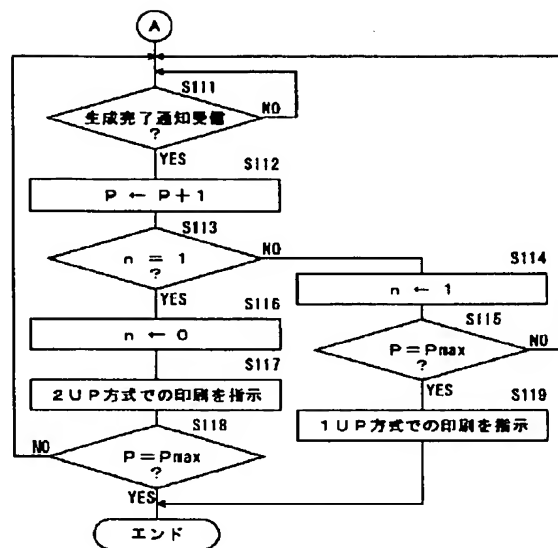 A
S111
生成完了通知受信
?
NO
YES
S112
P ← P+1
S113
n = 1
?
NO
YES
S114
n ← 1
S116
n ← 0
S115
P=Pmax
?
NO
YES
S117
2UP方式での印刷を指示
S119
1UP方式での印刷を指示
S118
P=Pmax
?
NO
YES
エンド